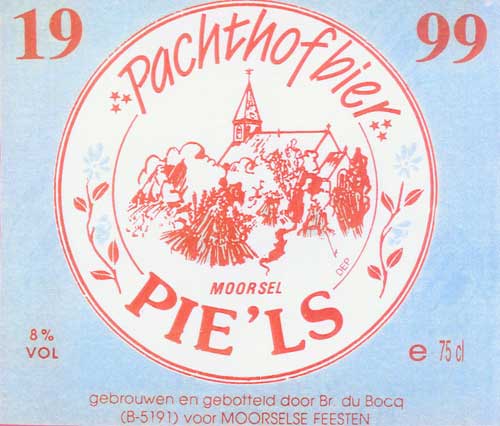 19 99
Pachthofbier
DEP
MOORSEL
PIE'LS
8%
VOL
e 75 cl
gebrouwen en gebotteld door Br. du Bocq
(B-5191) voor MOORSELSE FEESTEN